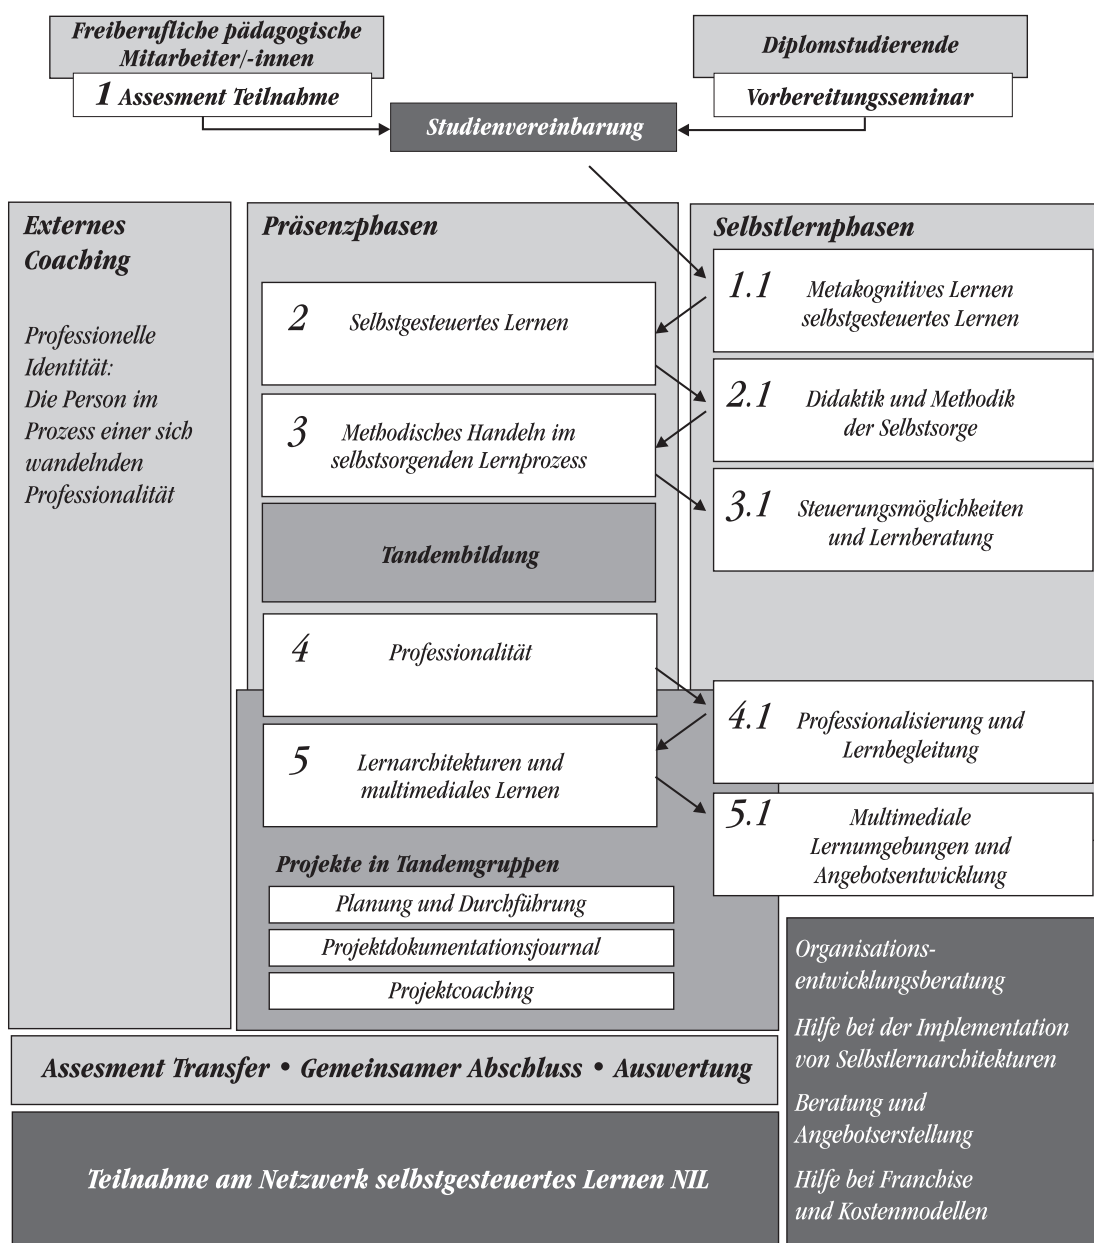 Freiberufliche pädagogische
Mitarbeiter/-innen
1 Assesment Teilnahme
Diplomstudierende
Vorbereitungsseminar
Studienvereinbarung
Externes
Coaching
Professionelle
Identität:
Die Person im
Prozess einer sich
wandelnden
Professionalität
Präsenzphasen
2 Selbstgesteuertes Lernen
3 Methodisches Handeln im
selbstsorgenden Lernprozess
Tandembildung
4 Professionalität
5 Lernarchitekturen und
multimediales Lernen
Projekte in Tandemgruppen
Planung und Durchführung
Projektdokumentationsjournal
Projektcoaching
Selbstlernphasen
1.1 Metakognitives Lernen
selbstgesteuertes Lernen
2.1 Didaktik und Methodik
der Selbstsorge
3.1 Steuerungsmöglichkeiten
und Lernberatung
4.1 Professionalisierung und
Lernbegleitung
5.1 Multimediale
Lernumgebungen und
Angebotsentwicklung
Organisations-
entwicklungsberatung
Hilfe bei der Implementation
von Selbstlernarchitekturen
Beratung und
Angebotserstellung
Hilfe bei Franchise
und Kostenmodellen
Assesment Transfer • Gemeinsamer Abschluss • Auswertung
Teilnahme am Netzwerk selbstgesteuertes Lernen NIL